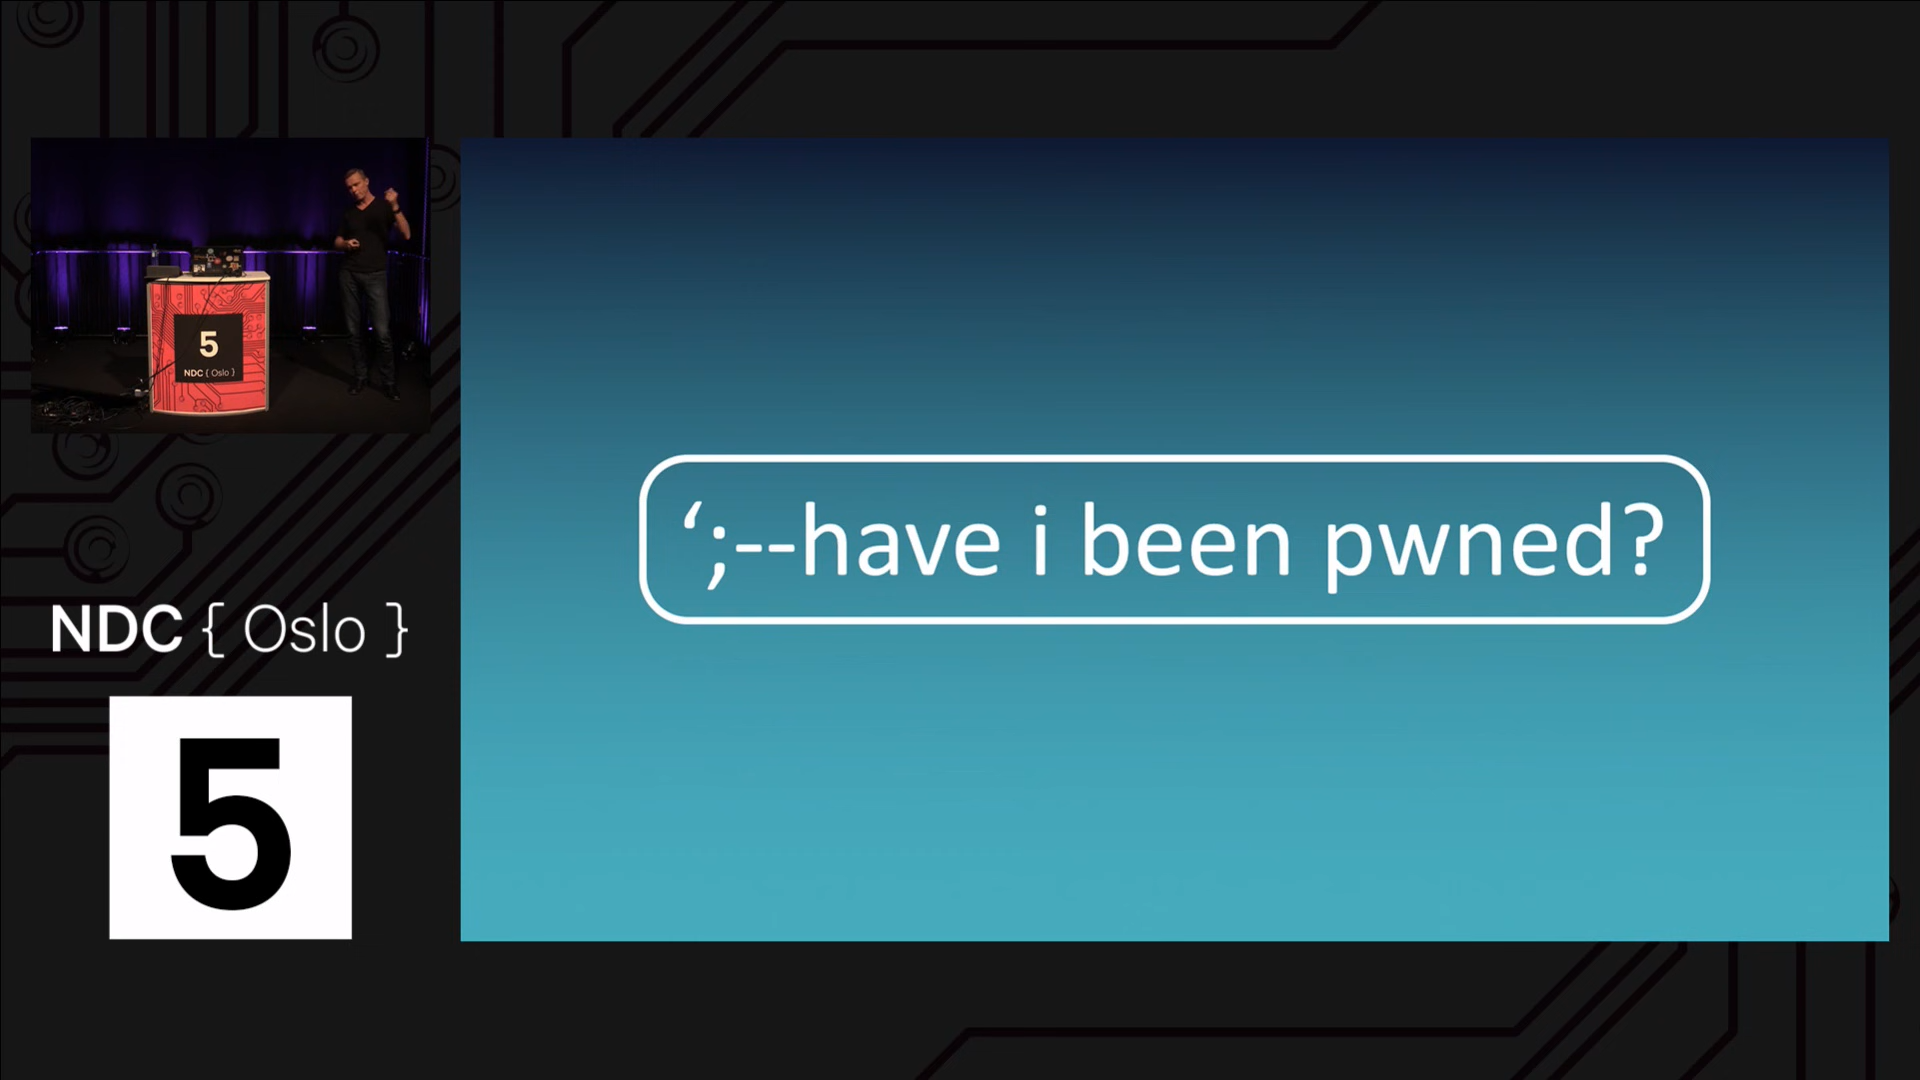 5
NDC { Oslo }
‘;--have i been pwned?
NDC { Oslo }
5